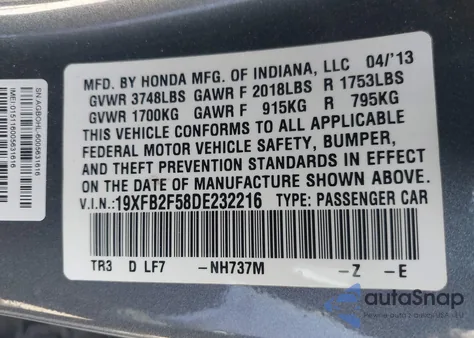 MFD. BY HONDA MFG. OF INDIANA, LLC 04/'13
GVWR 3748LBS GAWR F 2018LBS R 1753LBS
GVWR 1700KG GAWR F 915KG R 795KG
THIS VEHICLE CONFORMS TO ALL APPLICABLE
FEDERAL MOTOR VEHICLE SAFETY, BUMPER,
AND THEFT PREVENTION STANDARDS IN EFFECT
ON THE DATE OF MANUFACTURE SHOWN ABOVE.
V.I.N.: 19XFB2F58DE232216 TYPE: PASSENGER CAR
TR3 D LF7 -NH737M -Z -E
autoSnap